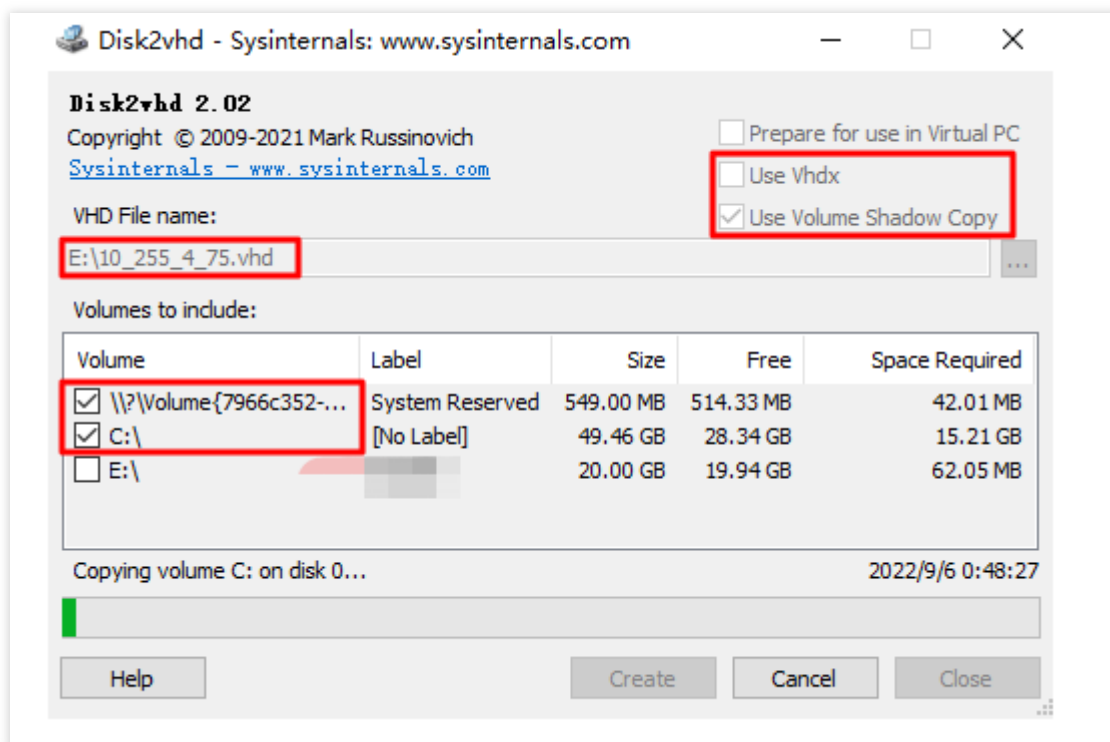 Disk2vhd - Sysinternals: www.sysinternals.com
Disk2vhd 2.02
Copyright © 2009-2021 Mark Russinovich
Sysinternals - www.sysinternals.com
Prepare for use in Virtual PC
Use Vhdx
Use Volume Shadow Copy
VHD File name:
E:\10_255_4_75.vhd
...
Volumes to include:
Volume Label Size Free Space Required
\\?\Volume{7966c352-... System Reserved 549.00 MB 514.33 MB 42.01 MB
C:\ [No Label] 49.46 GB 28.34 GB 15.21 GB
E:\ 20.00 GB 19.94 GB 62.05 MB
Copying volume C: on disk 0... 2022/9/6 0:48:27
Help Create Cancel Close